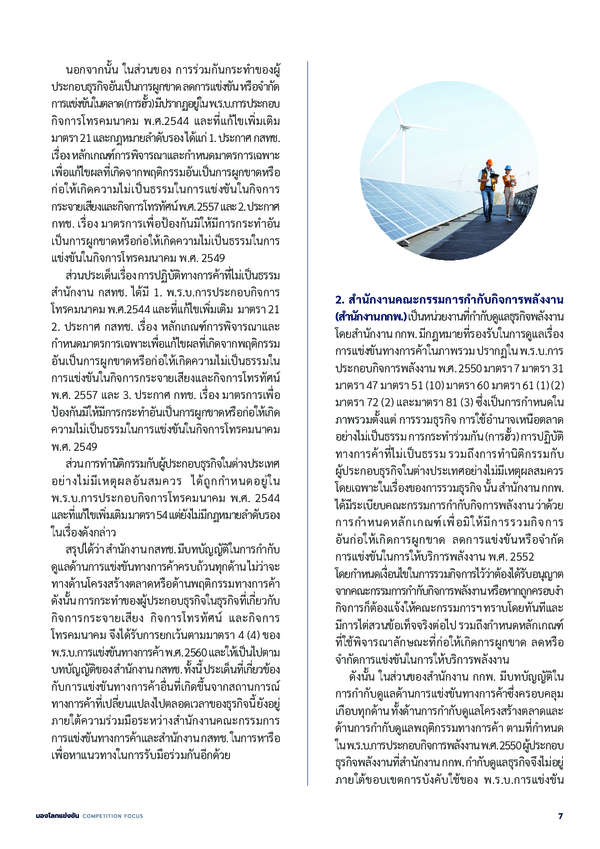 นอกจากนั้น ในส่วนของ การร่วมกันกระทำของผู้
ประกอบธุรกิจอันเป็นการผูกขาด ลดการแข่งขัน หรือจำกัด
การแข่งขันในตลาด (การฮั้ว) มีปรากฏอยู่ใน พ.ร.บ.การประกอบ
กิจการโทรคมนาคม พ.ศ.2544 และที่แก้ไขเพิ่มเติม
มาตรา 21 และกฎหมายลำดับรอง ได้แก่ 1. ประกาศ กสทช.
เรื่อง หลักเกณฑ์การพิจารณาและกำหนดมาตรการเฉพาะ
เพื่อแก้ไขผลที่เกิดจากพฤติกรรมอันเป็นการผูกขาดหรือ
ก่อให้เกิดความไม่เป็นธรรมในการแข่งขันในกิจการ
กระจายเสียงและกิจการโทรทัศน์ พ.ศ.2557 และ 2. ประกาศ
กทช. เรื่อง มาตรการเพื่อป้องกันมิให้มีการกระทำอัน
เป็นการผูกขาดหรือก่อให้เกิดความไม่เป็นธรรมในการ
แข่งขันในกิจการโทรคมนาคม พ.ศ. 2549
ส่วนประเด็นเรื่อง การปฏิบัติทางการค้าที่ไม่เป็นธรรม
สำนักงาน กสทช. ได้มี 1. พ.ร.บ.การประกอบกิจการ
โทรคมนาคม พ.ศ.2544 และที่แก้ไขเพิ่มเติม มาตรา 21
2. ประกาศ กสทช. เรื่อง หลักเกณฑ์การพิจารณาและ
กำหนดมาตรการเฉพาะเพื่อแก้ไขผลที่เกิดจากพฤติกรรม
อันเป็นการผูกขาดหรือก่อให้เกิดความไม่เป็นธรรมใน
การแข่งขันในกิจการกระจายเสียงและกิจการโทรทัศน์
พ.ศ. 2557 และ 3. ประกาศ กทช. เรื่อง มาตรการเพื่อ
ป้องกันมิให้มีการกระทำอันเป็นการผูกขาดหรือก่อให้เกิด
ความไม่เป็นธรรมในการแข่งขันในกิจการโทรคมนาคม
พ.ศ. 2549
ส่วน การทำนิติกรรมกับผู้ประกอบธุรกิจในต่างประเทศ
อย่างไม่มีเหตุผลอันสมควร ได้ถูกกำหนดอยู่ใน
พ.ร.บ.การประกอบกิจการโทรคมนาคม พ.ศ. 2544
และที่แก้ไขเพิ่มเติม มาตรา 54 แต่ยังไม่มีกฎหมายลำดับรอง
ในเรื่องดังกล่าว
สรุปได้ว่า สำนักงาน กสทช. มีบทบัญญัติในการกำกับ
ดูแลด้านการแข่งขันทางการค้าครบถ้วนทุกด้าน ไม่ว่าจะ
ทางด้านโครงสร้างตลาดหรือด้านพฤติกรรมทางการค้า
ดังนั้น การกระทำของผู้ประกอบธุรกิจในธุรกิจที่เกี่ยวกับ
กิจการกระจายเสียง กิจการโทรทัศน์ และกิจการ
โทรคมนาคม จึงได้รับการยกเว้นตามมาตรา 4 (4) ของ
พ.ร.บ.การแข่งขันทางการค้า พ.ศ. 2560 และให้เป็นไปตาม
บทบัญญัติของ สำนักงาน กสทช. ทั้งนี้ ประเด็นที่เกี่ยวข้อง
กับการแข่งขันทางการค้าอื่นที่เกิดขึ้นจากสถานการณ์
ทางการค้าที่เปลี่ยนแปลงไปตลอดเวลาของธุรกิจนี้ ยังอยู่
ภายใต้ความร่วมมือระหว่างสำนักงานคณะกรรมการ
การแข่งขันทางการค้าและสำนักงาน กสทช. ในการหารือ
เพื่อหาแนวทางในการรับมือร่วมกันอีกด้วย
2. สำนักงานคณะกรรมการกำกับกิจการพลังงาน
(สำนักงาน กกพ.) เป็นหน่วยงานที่กำกับดูแลธุรกิจพลังงาน
โดยสำนักงาน กกพ. มีกฎหมายที่รองรับในการดูแลเรื่อง
การแข่งขันทางการค้าในภาพรวม ปรากฏใน พ.ร.บ.การ
ประกอบกิจการพลังงาน พ.ศ. 2550 มาตรา 7 มาตรา 31
มาตรา 47 มาตรา 51 (10) มาตรา 60 มาตรา 61 (1) (2)
มาตรา 72 (2) และมาตรา 81 (3) ซึ่งเป็นการกำหนดใน
ภาพรวมตั้งแต่ การรวมธุรกิจ การใช้อำนาจเหนือตลาด
อย่างไม่เป็นธรรม การกระทำร่วมกัน (การฮั้ว) การปฏิบัติ
ทางการค้าที่ไม่เป็นธรรม รวมถึงการทำนิติกรรมกับ
ผู้ประกอบธุรกิจในต่างประเทศอย่างไม่มีเหตุผลสมควร
โดยเฉพาะในเรื่องของการรวมธุรกิจ นั้น สำนักงาน กกพ.
ได้มีระเบียบคณะกรรมการกำกับกิจการพลังงาน ว่าด้วย
การกำหนดหลักเกณฑ์เพื่อมิให้มีการรวมกิจการ
อันก่อให้เกิดการผูกขาด ลดการแข่งขันหรือจำกัด
การแข่งขันในการให้บริการพลังงาน พ.ศ. 2552
โดยกำหนดเงื่อนไขในการรวมกิจการไว้ว่าต้องได้รับอนุญาต
จากคณะกรรมการกำกับกิจการพลังงาน หรือหากถูกครอบงำ
กิจการก็ต้องแจ้งให้คณะกรรมการฯ ทราบโดยทันทีและ
มีการไต่สวนข้อเท็จจริงต่อไป รวมถึงกำหนดหลักเกณฑ์
ที่ใช้พิจารณาลักษณะที่ก่อให้เกิดการผูกขาด ลดหรือ
จำกัดการแข่งขันในการให้บริการพลังงาน
ดังนั้น ในส่วนของสำนักงาน กกพ. มีบทบัญญัติใน
การกำกับดูแลด้านการแข่งขันทางการค้าซึ่งครอบคลุม
เกือบทุกด้าน ทั้งด้านการกำกับดูแลโครงสร้างตลาดและ
ด้านการกำกับดูแลพฤติกรรมทางการค้า ตามที่กำหนด
ใน พ.ร.บ.การประกอบกิจการพลังงาน พ.ศ. 2550 ผู้ประกอบ
ธุรกิจพลังงานที่สำนักงาน กกพ. กำกับดูแลธุรกิจจึงไม่อยู่
ภายใต้ขอบเขตการบังคับใช้ของ พ.ร.บ.การแข่งขัน
มองโลกแข่งขัน COMPETITION FOCUS
7